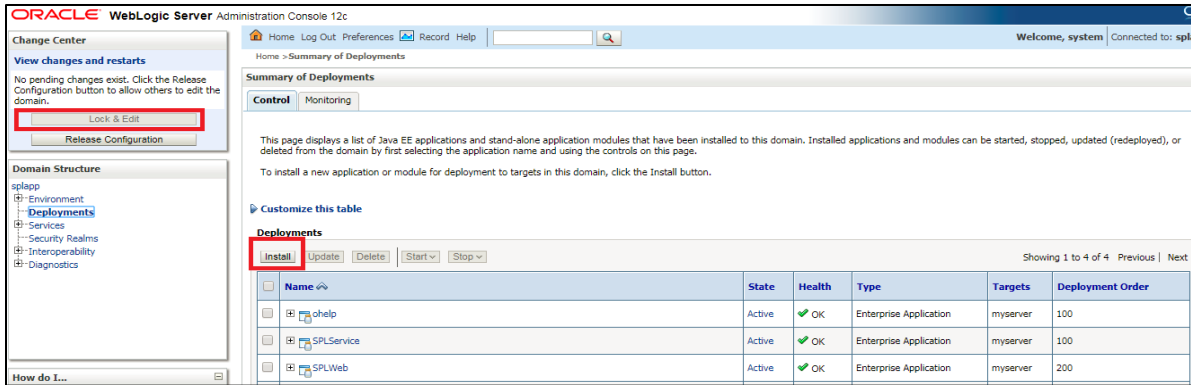 ORACLE WebLogic Server Administration Console 12c
Change Center
View changes and restarts
No pending changes exist. Click the Release
Configuration button to allow others to edit the
domain.
Lock & Edit
Release Configuration
Domain Structure
splapp
Environment
Deployments
Services
Security Realms
Interoperability
Diagnostics
How do I...
Home Log Out Preferences Record Help
Welcome, system Connected to: spl
Home >Summary of Deployments
Summary of Deployments
Control Monitoring
This page displays a list of Java EE applications and stand-alone application modules that have been installed to this domain. Installed applications and modules can be started, stopped, updated (redeployed), or
deleted from the domain by first selecting the application name and using the controls on this page.
To install a new application or module for deployment to targets in this domain, click the Install button.
Customize this table
Deployments
Install Update Delete Start Stop Showing 1 to 4 of 4 Previous | Next
Name State Health Type Targets Deployment Order
ohelp Active OK Enterprise Application myserver 100
SPLService Active OK Enterprise Application myserver 100
SPLWeb Active OK Enterprise Application myserver 200